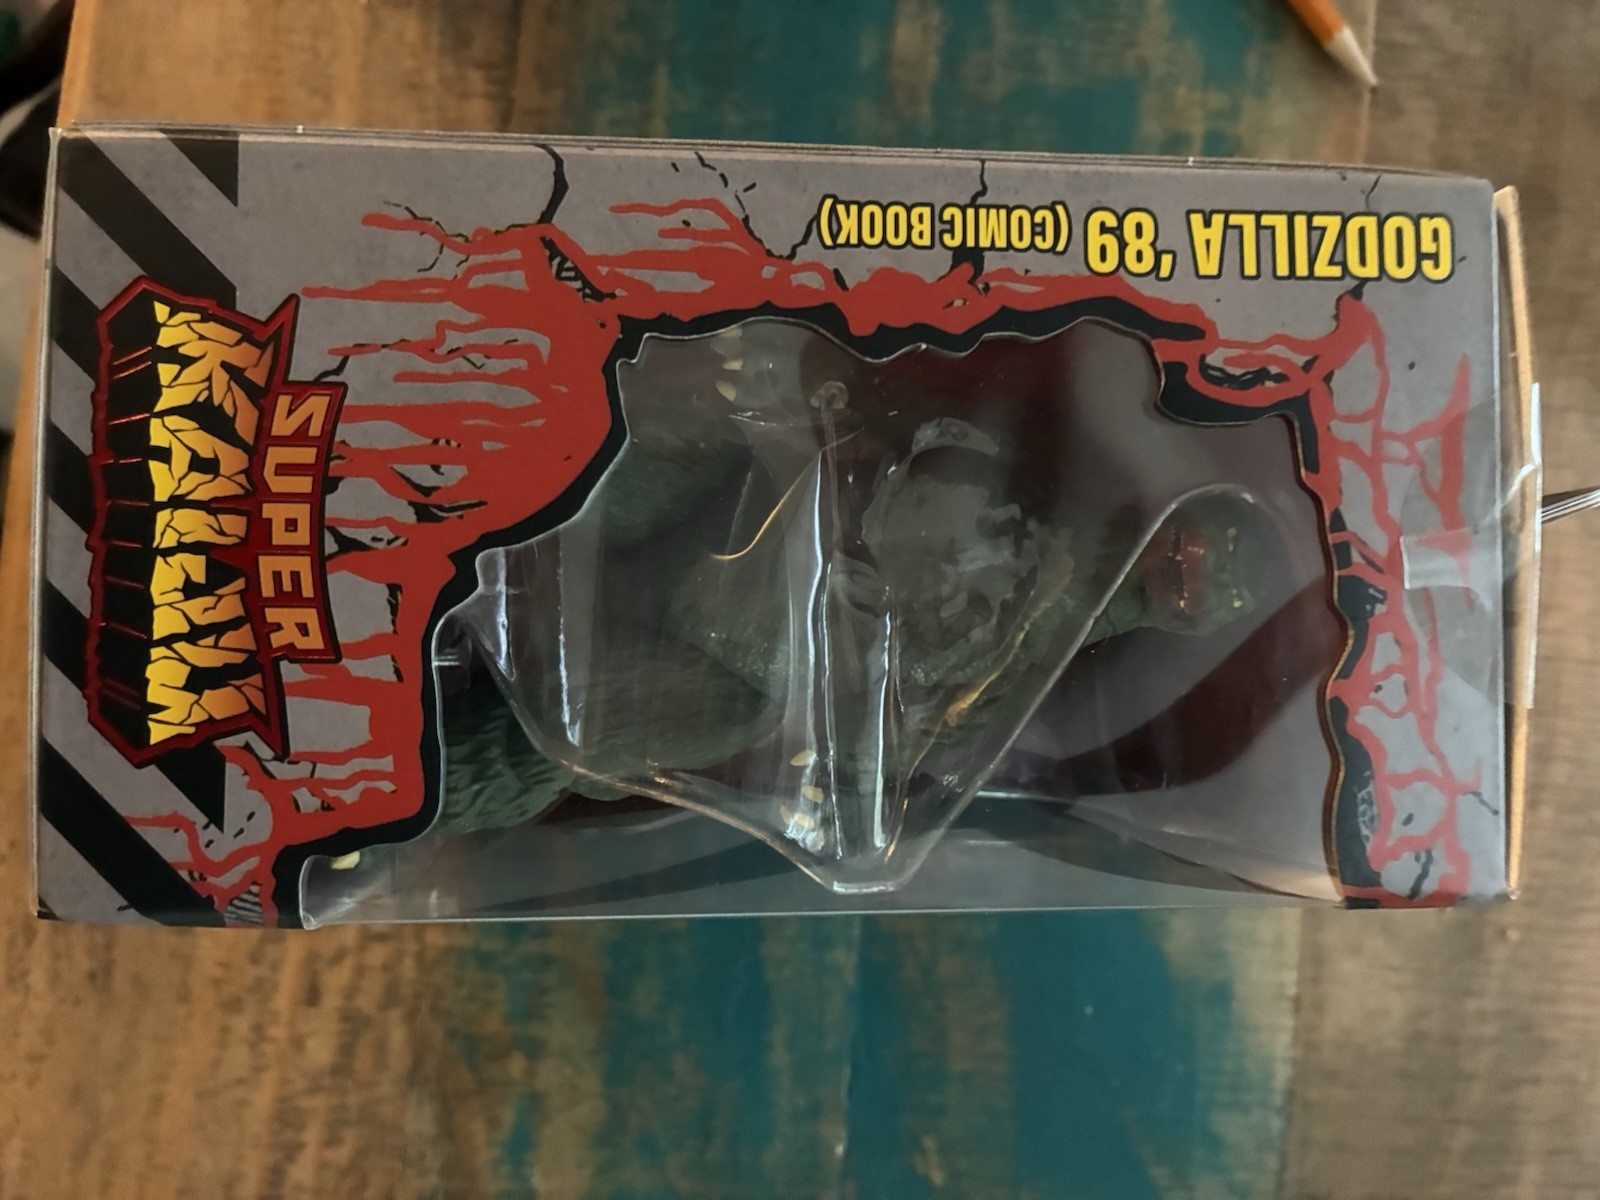 GODZILLA '89 (COMIC BOOK)
SUPER
KAIJU